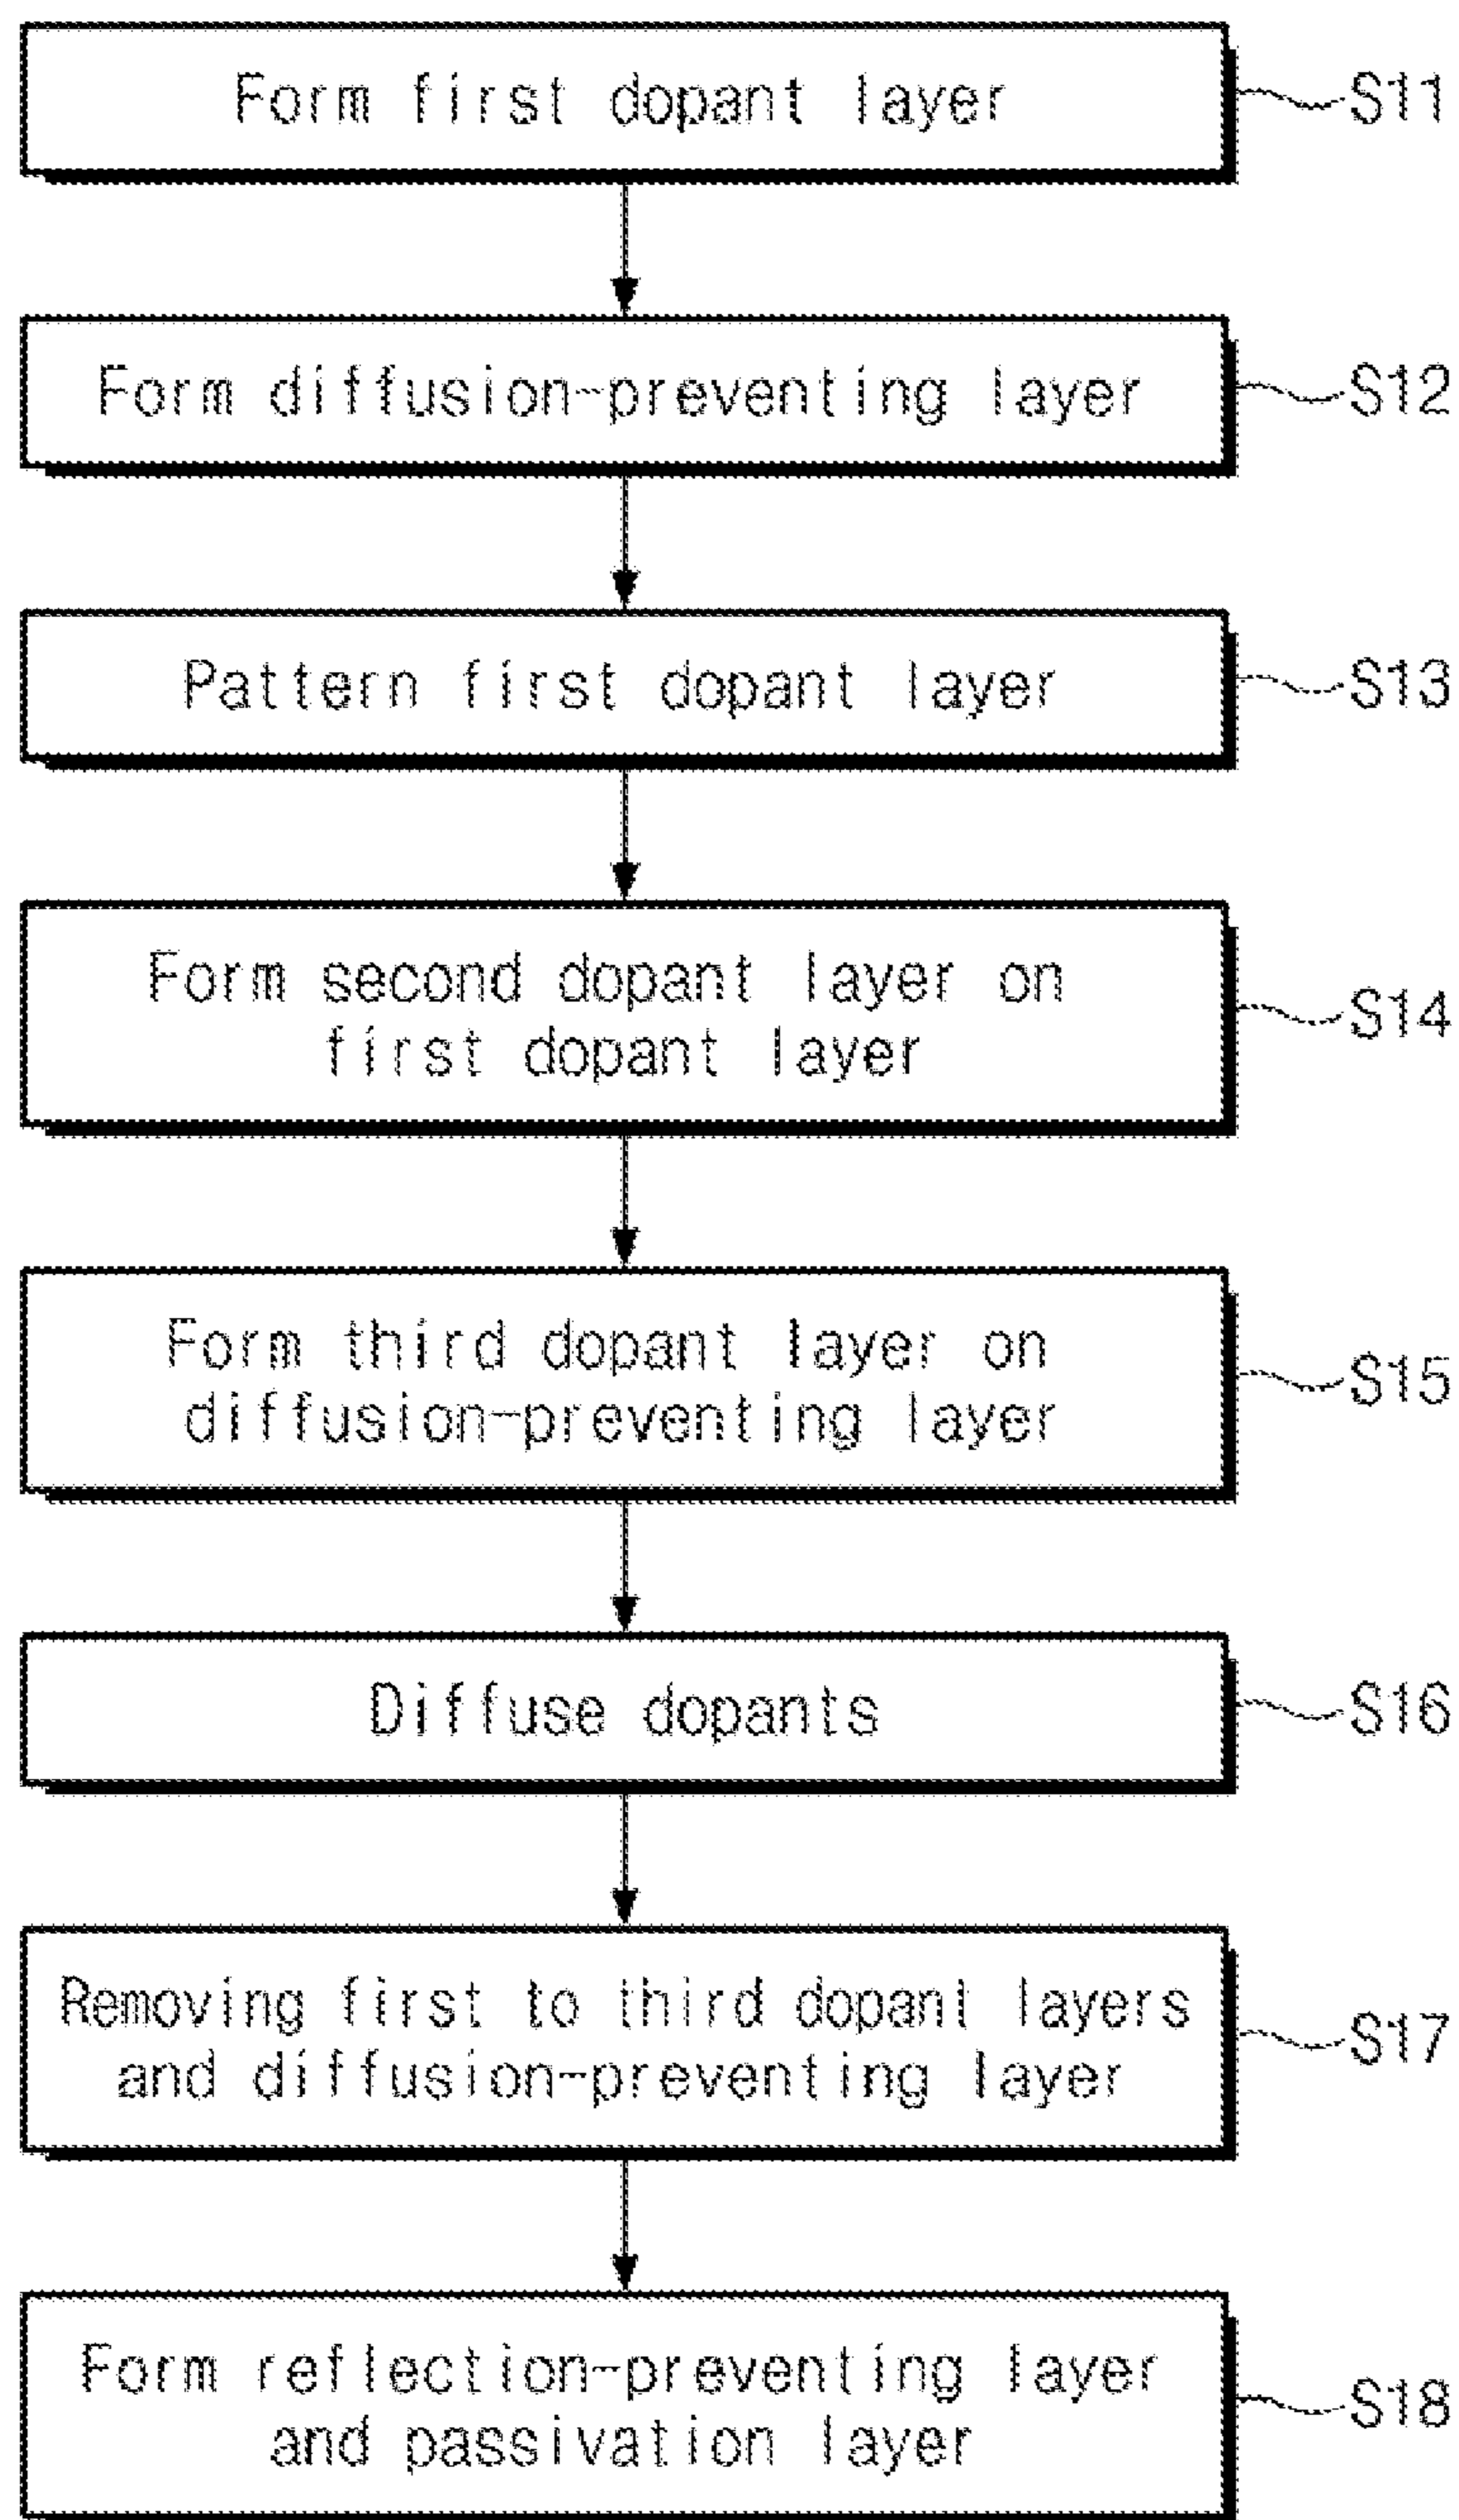 Form first dopant layer
S11
Form diffusion-preventing layer
S12
Pattern first dopant layer
S13
Form second dopant layer on
first dopant layer
S14
Form third dopant layer on
diffusion-preventing layer
S15
Diffuse dopants
S16
Removing first to third dopant layers
and diffusion-preventing layer
S17
Form reflection-preventing layer
and passivation layer
S18